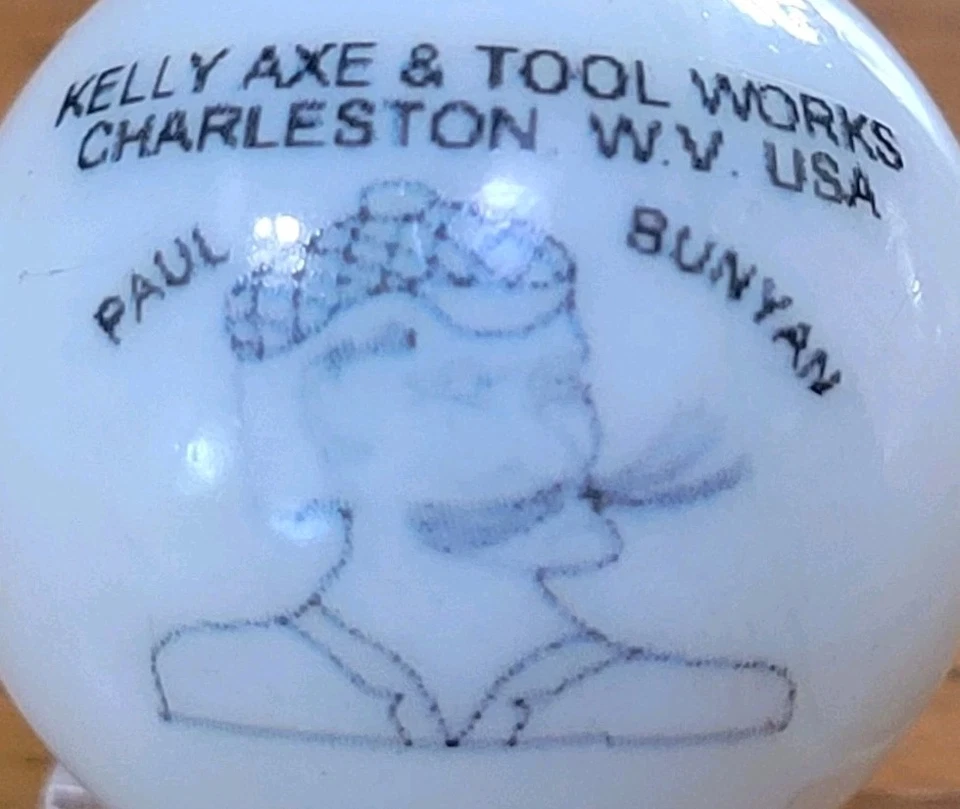 KELLY AXE & TOOL WORKS
CHARLESTON W.V. USA
PAUL BUNYAN